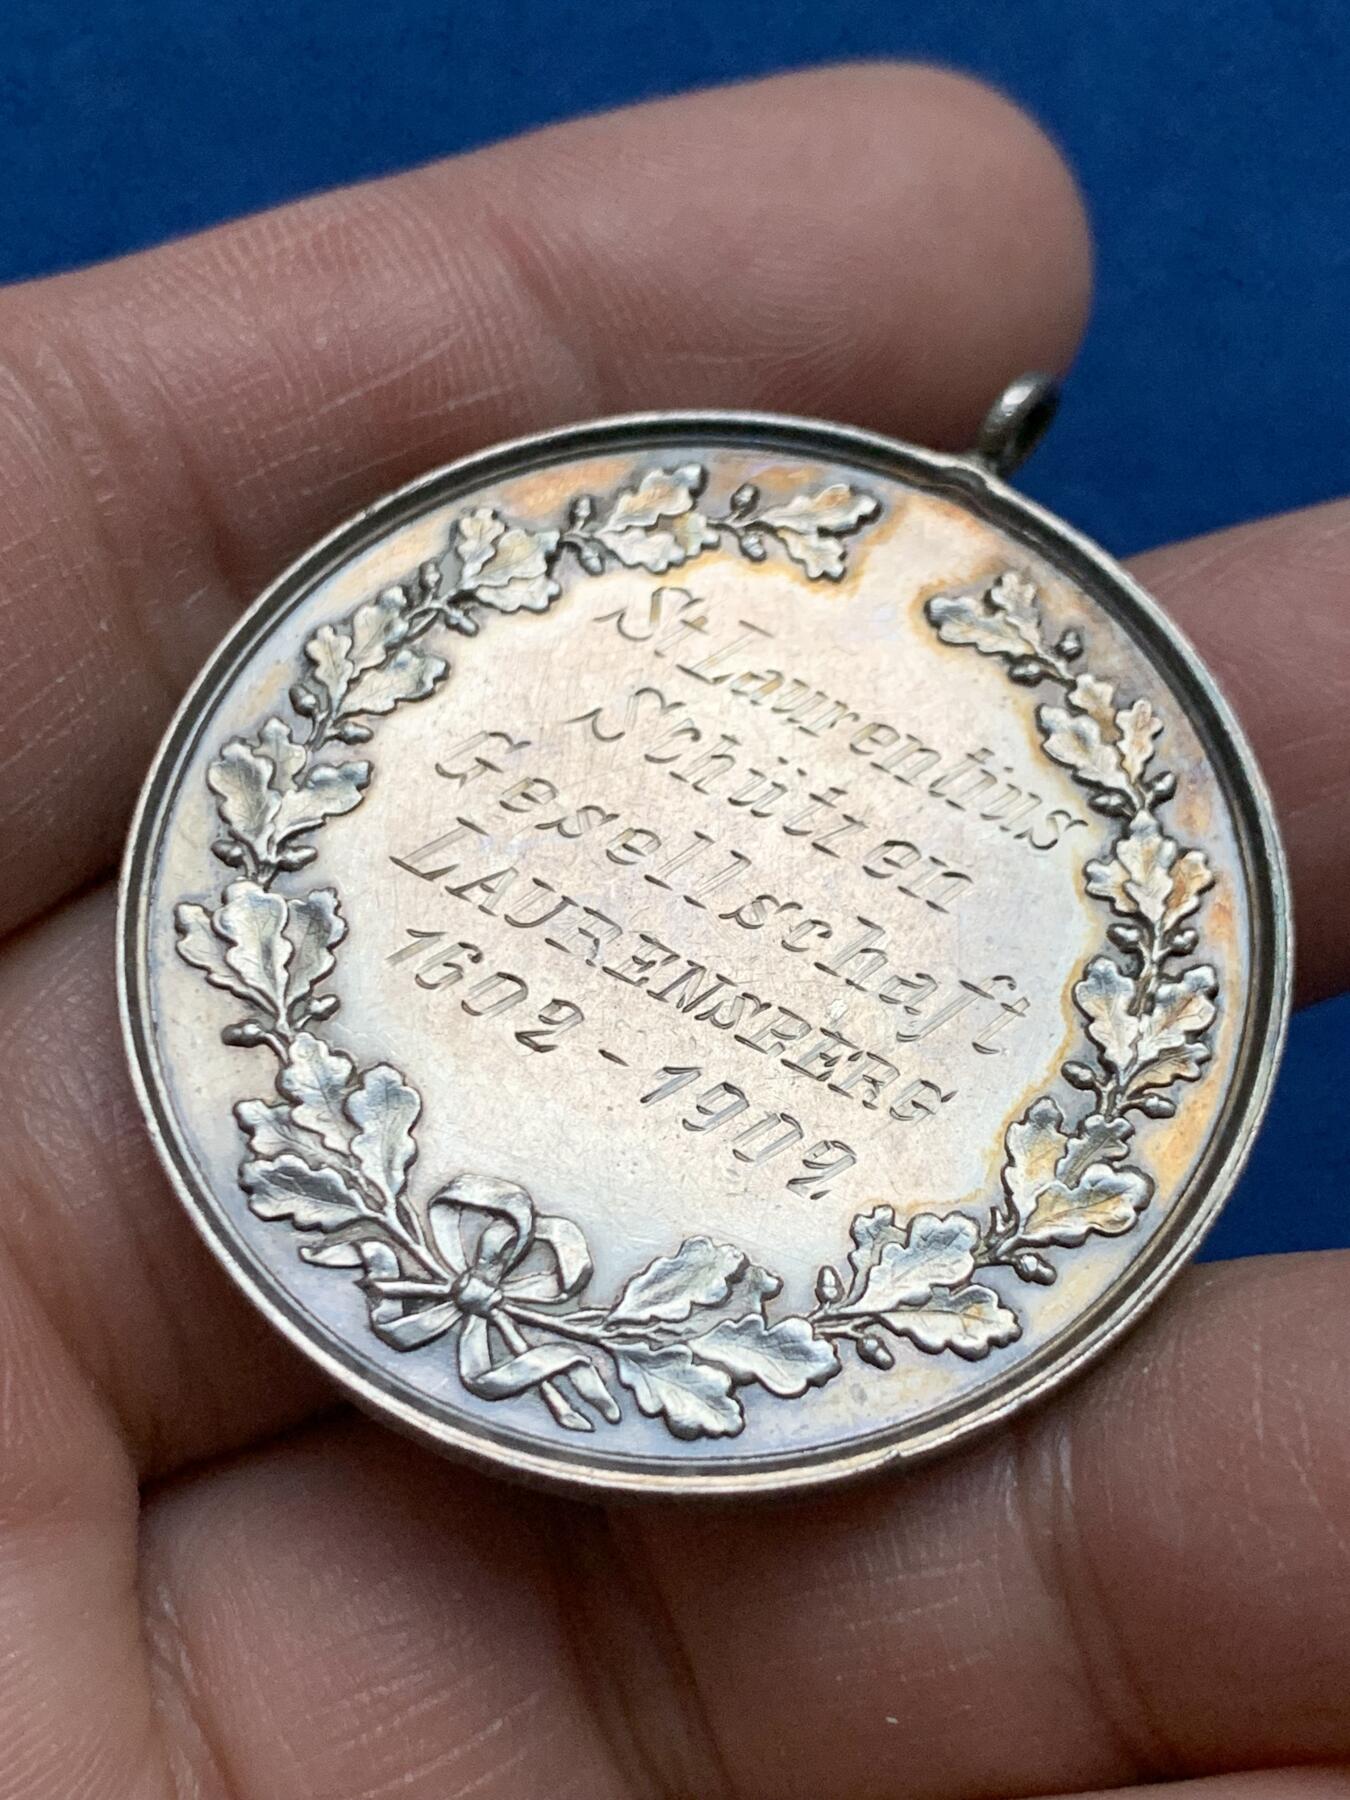 St Laurentius
Schützen
Gesellschaft
LAURENSBERG
1602 - 1902